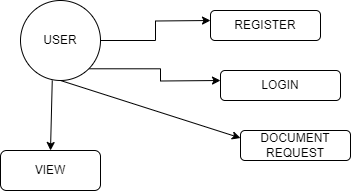 REGISTER
USER
LOGIN
DOCUMENT
REQUEST
VIEW